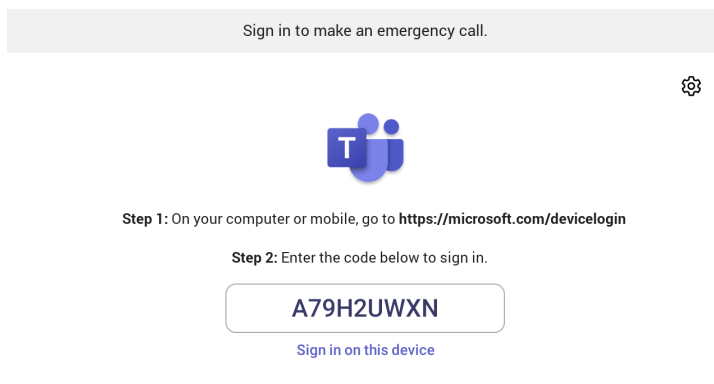 Sign in to make an emergency call.
T
Step 1: On your computer or mobile, go to https://microsoft.com/devicelogin
Step 2: Enter the code below to sign in.
A79H2UWXN
Sign in on this device